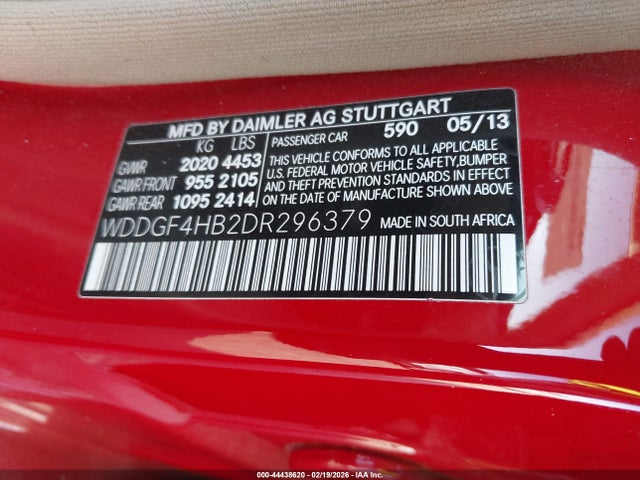 MFD BY DAIMLER AG STUTTGART
KG LBS PASSENGER CAR 590 05/13
GVWR 2020 4453
GAWR FRONT 955 2105
GAWR REAR 1095 2414
THIS VEHICLE CONFORMS TO ALL APPLICABLE
FEDERAL MOTOR VEHICLE SAFETY, BUMPER
AND THEFT PREVENTION STANDARDS IN EFFECT
ON THE DATE OF MANUFACTURE SHOWN ABOVE
WDDGF4HB2DR296379 MADE IN SOUTH AFRICA
000-44438620 - 02/19/2026 - COPYRIGHT IAA HOLDINGS, LLC